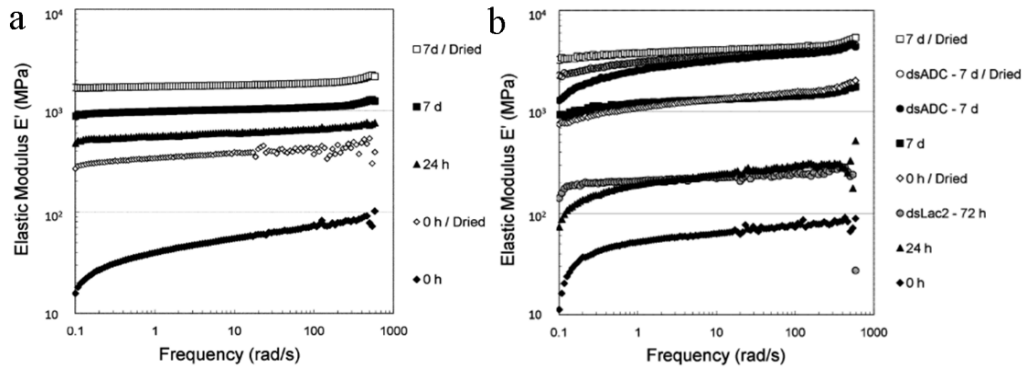 a
Elastic Modulus E' (MPa)
10⁴
10³
10²
10
0.1
1
10
100
1000
Frequency (rad/s)
7d / Dried
7 d
24 h
0 h / Dried
0 h
b
Elastic Modulus E' (MPa)
10⁴
10³
10²
10
0.1
1
10
100
1000
Frequency (rad/s)
7 d / Dried
dsADC - 7 d / Dried
dsADC - 7 d
7 d
0 h / Dried
dsLac2 - 72 h
24 h
0 h